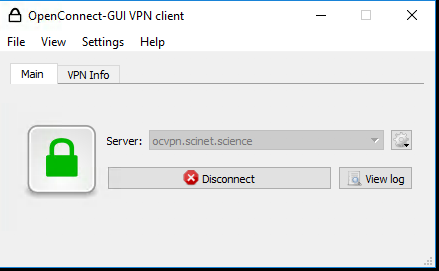 OpenConnect-GUI VPN client
File View Settings Help
Main VPN Info
Server: ocvpn.scinet.science
Disconnect View log